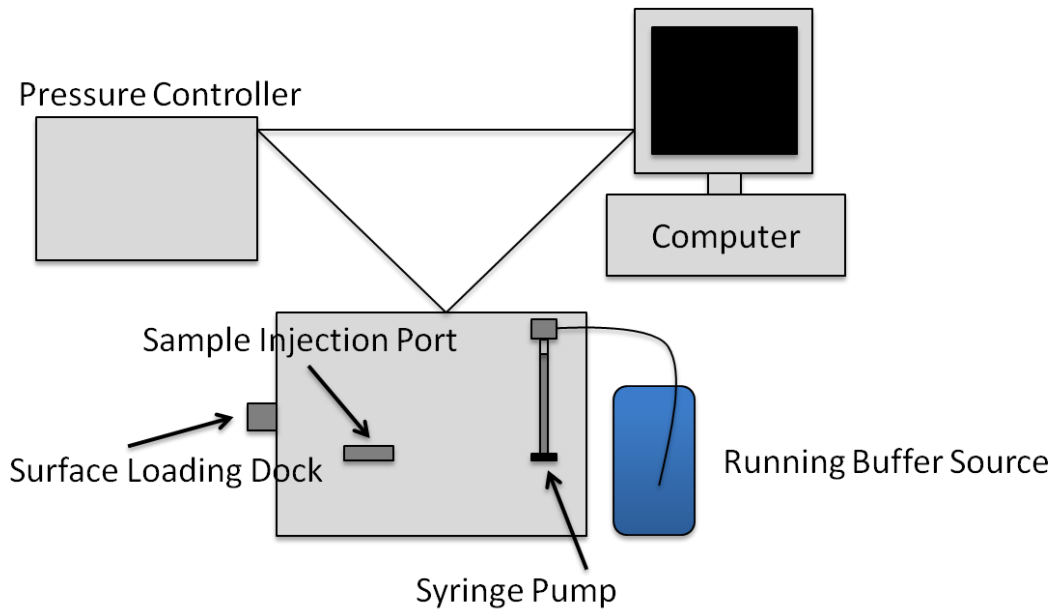 Pressure Controller
Computer
Sample Injection Port
Surface Loading Dock
Running Buffer Source
Syringe Pump